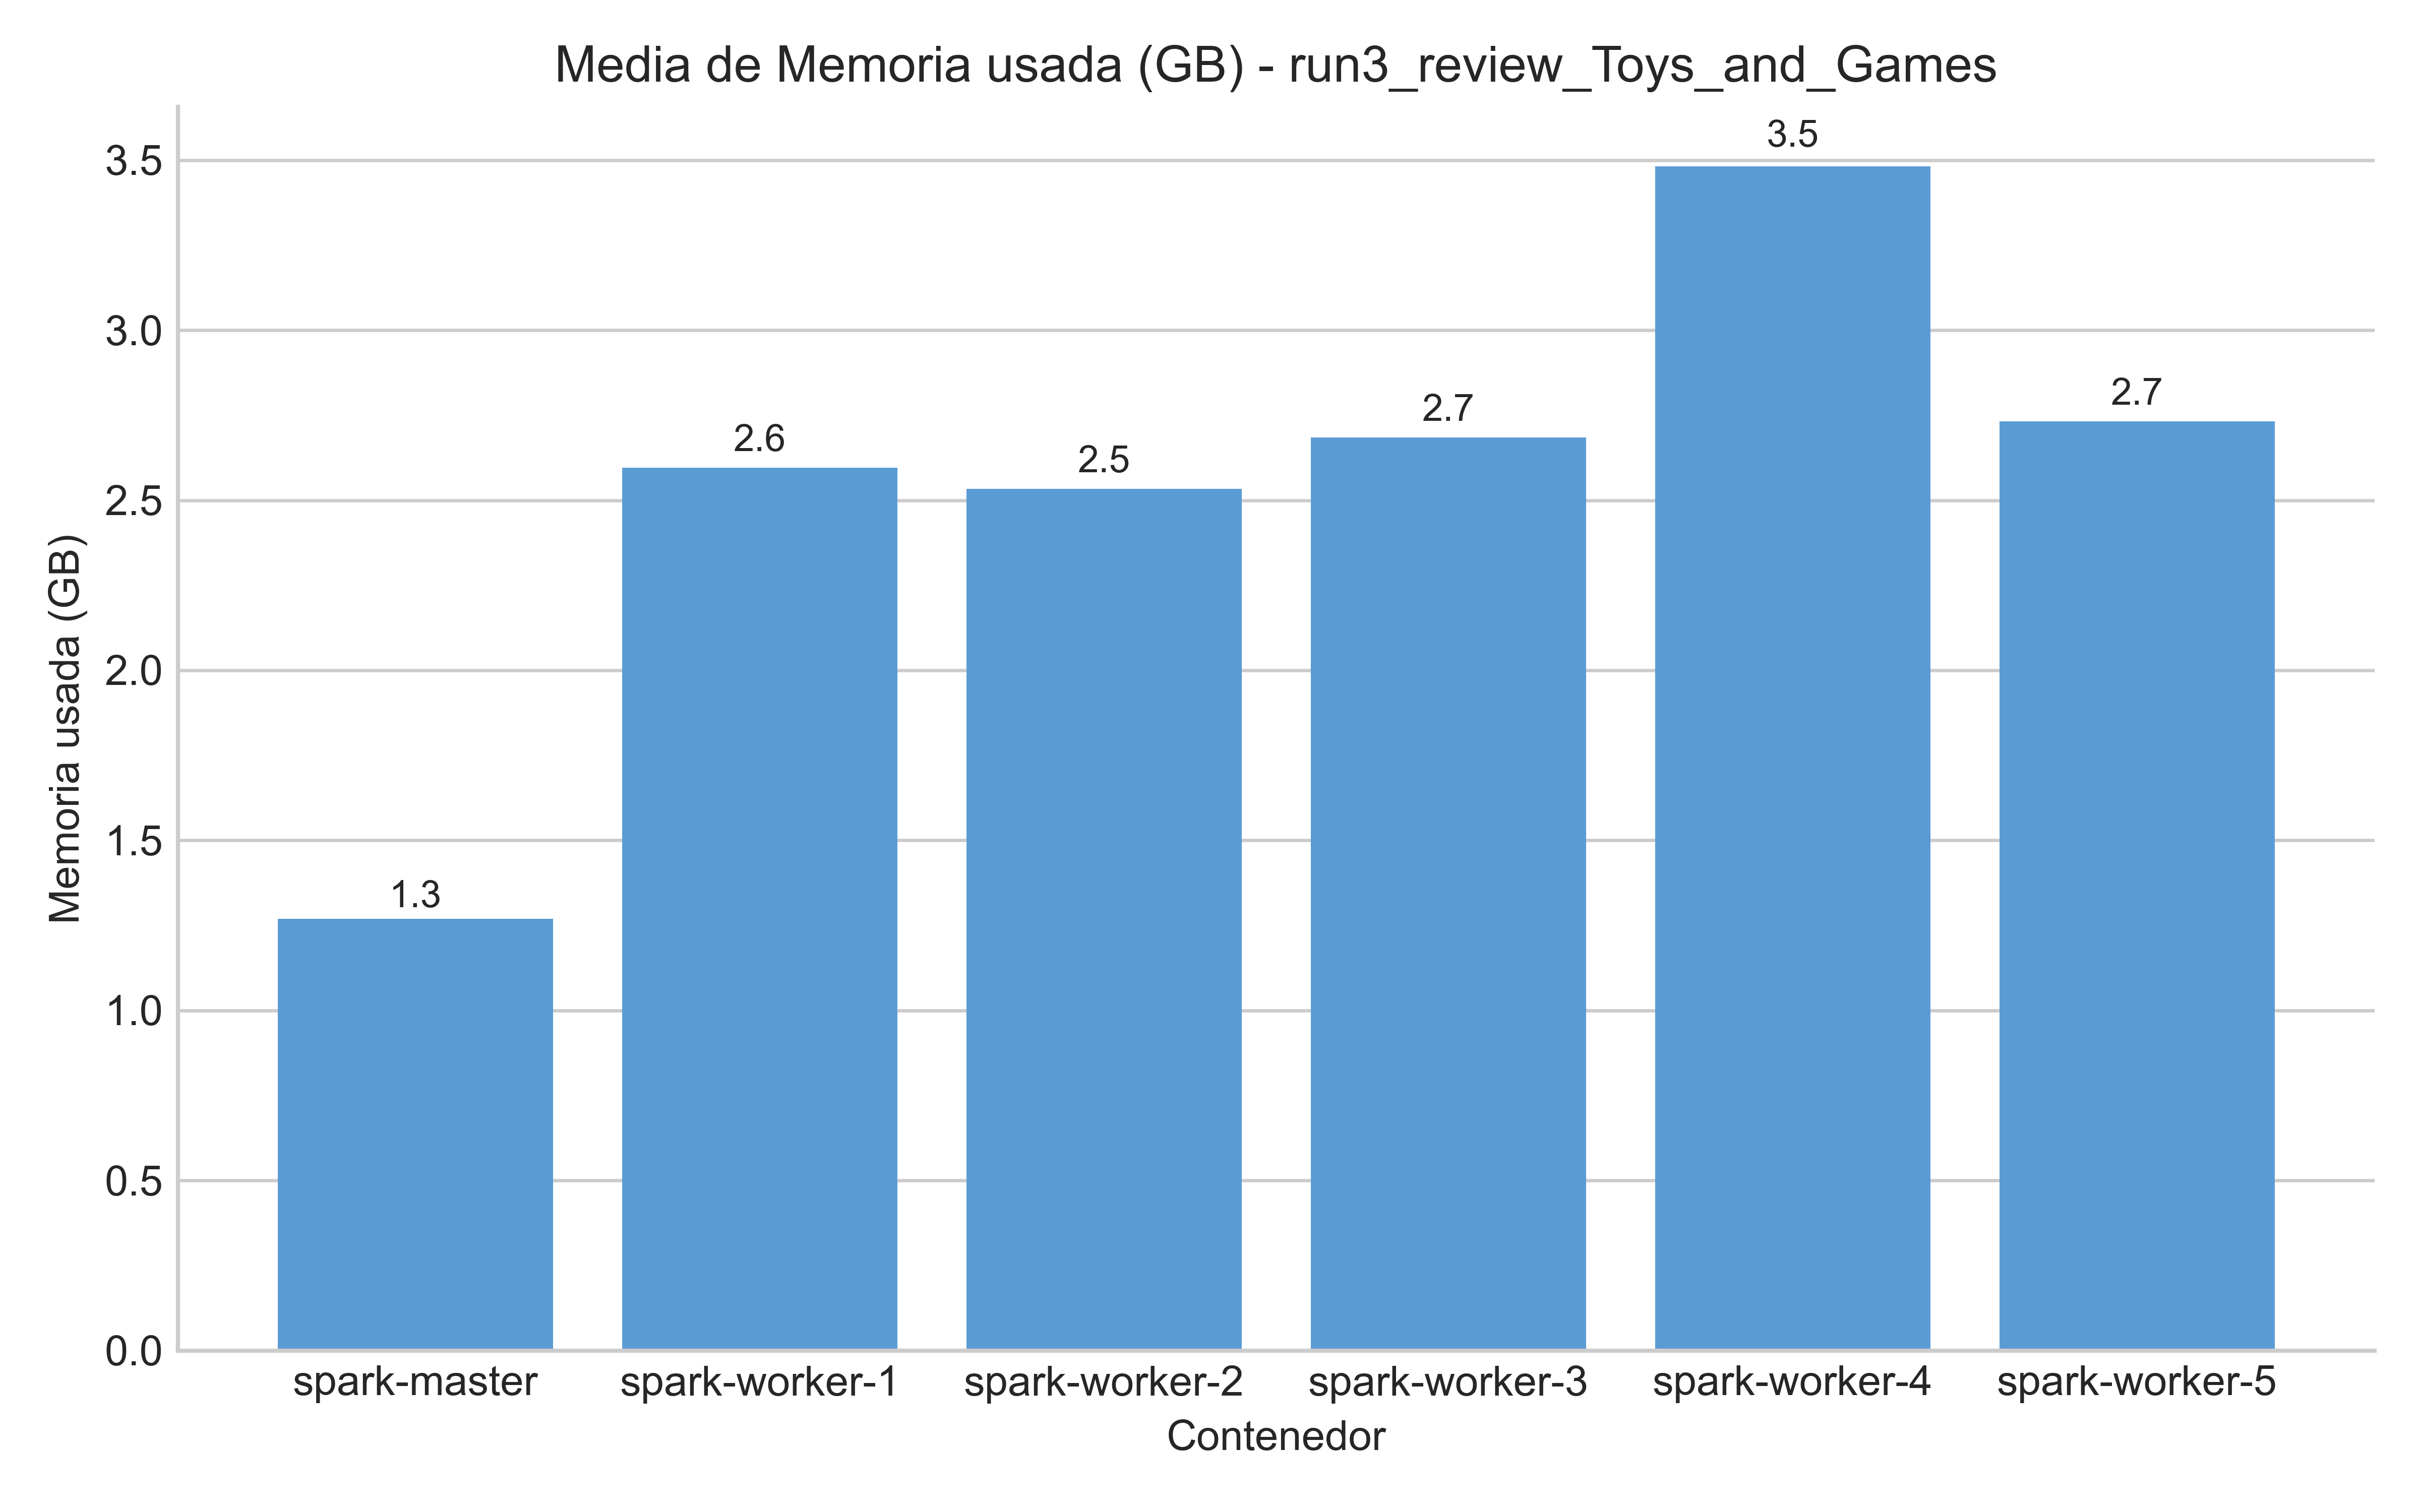 Media de Memoria usada (GB) - run3_review_Toys_and_Games
Memoria usada (GB)
3.5
3.0
2.5
2.0
1.5
1.0
0.5
0.0
1.3
2.6
2.5
2.7
3.5
2.7
spark-master
spark-worker-1
spark-worker-2
spark-worker-3
spark-worker-4
spark-worker-5
Contenedor